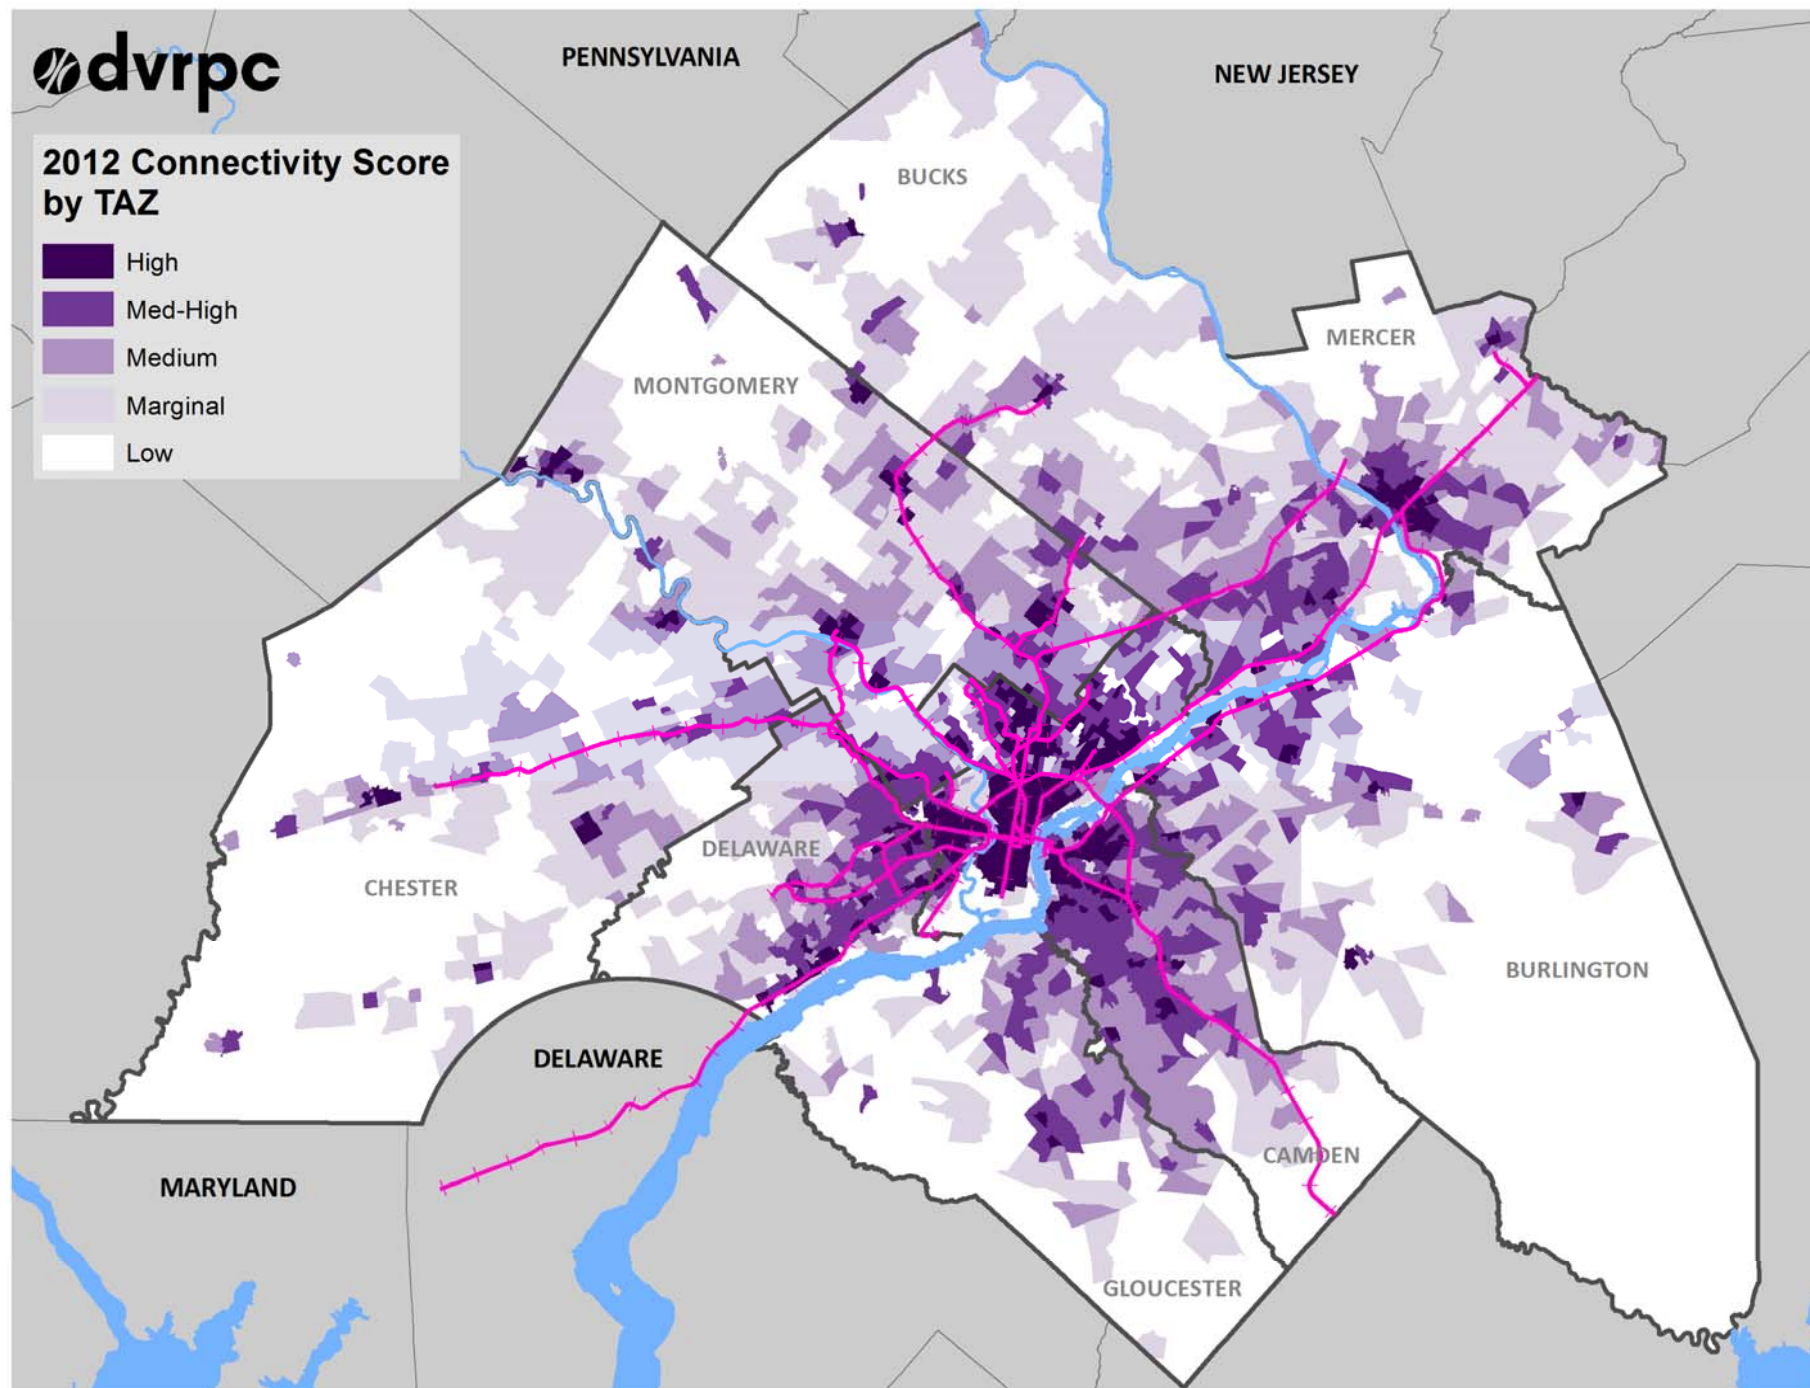 dvrpc
PENNSYLVANIA
NEW JERSEY
2012 Connectivity Score
by TAZ
High
Med-High
Medium
Marginal
Low
BUCKS
MERCER
MONTGOMERY
DELAWARE
CHESTER
BURLINGTON
DELAWARE
CAMDEN
MARYLAND
GLOUCESTER